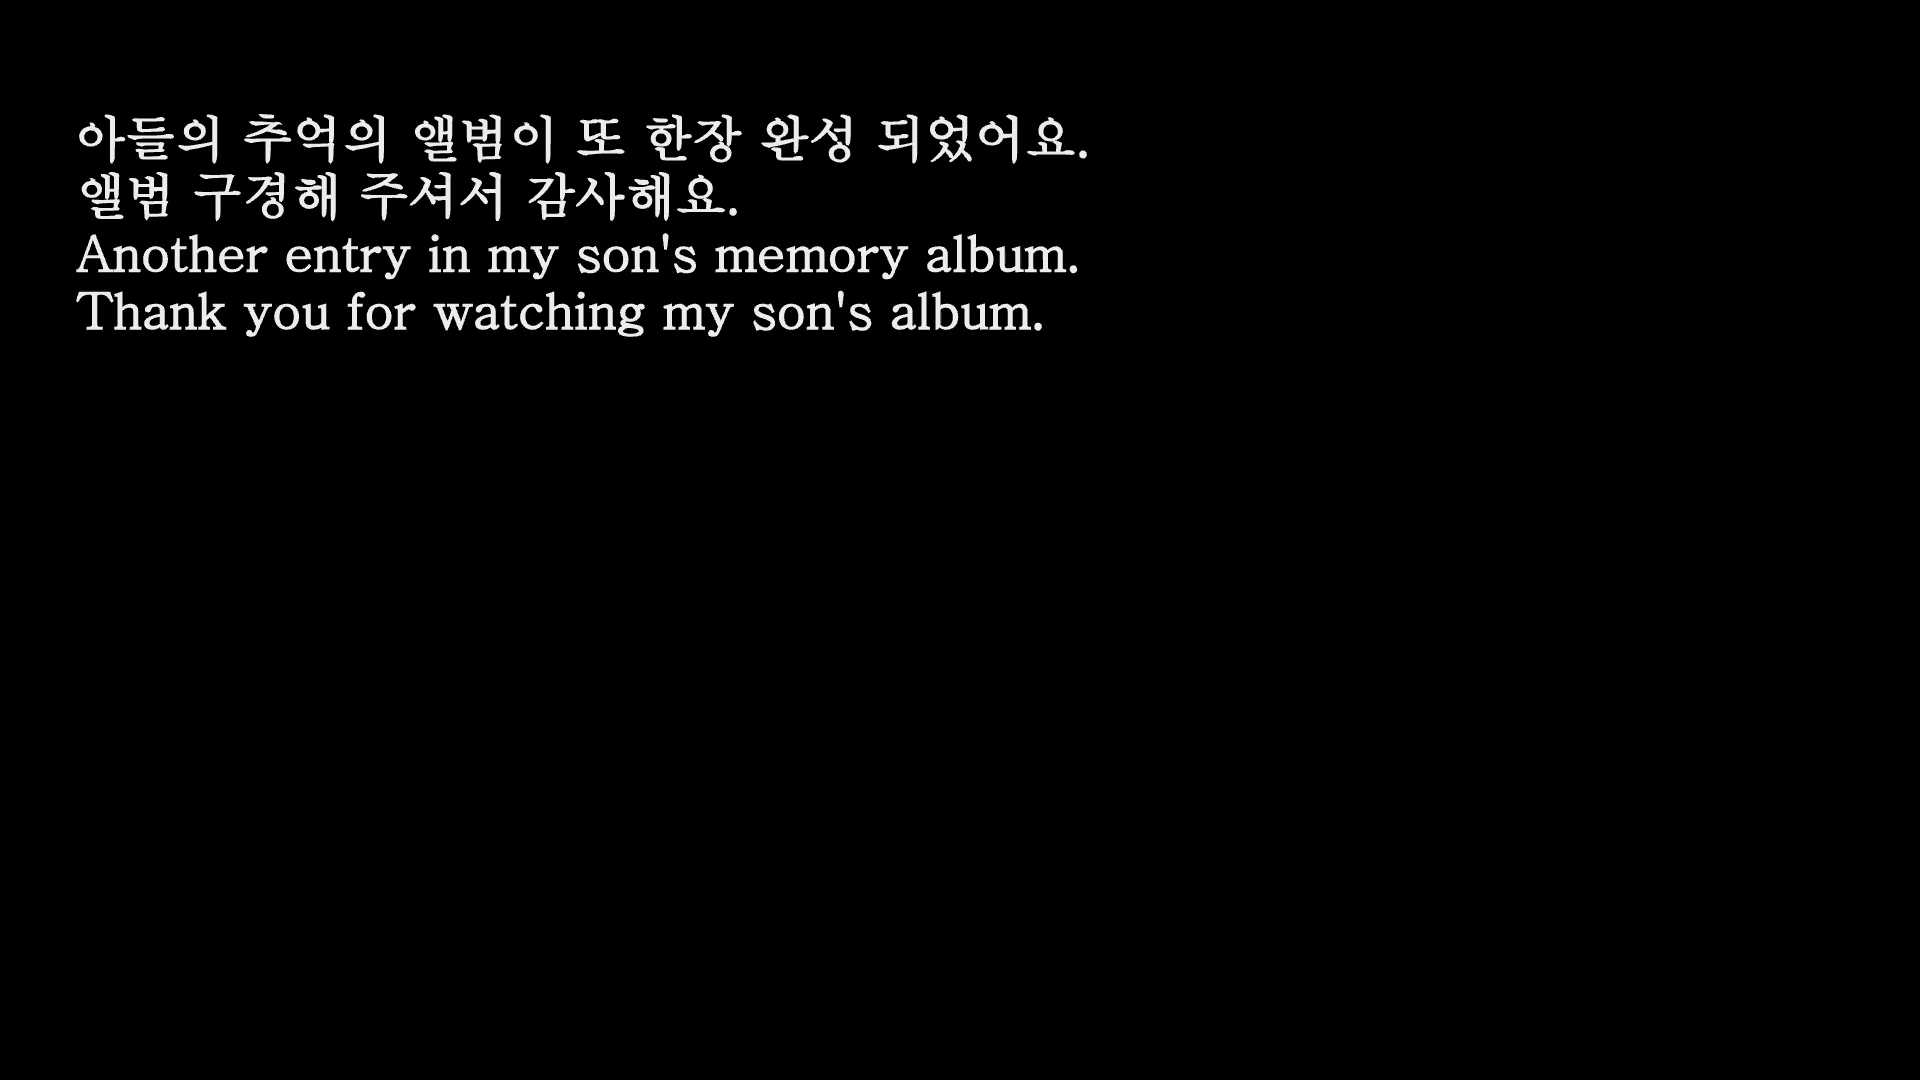 아들의 추억의 앨범이 또 한장 완성 되었어요.
앨범 구경해 주셔서 감사해요.
Another entry in my son's memory album.
Thank you for watching my son's album.